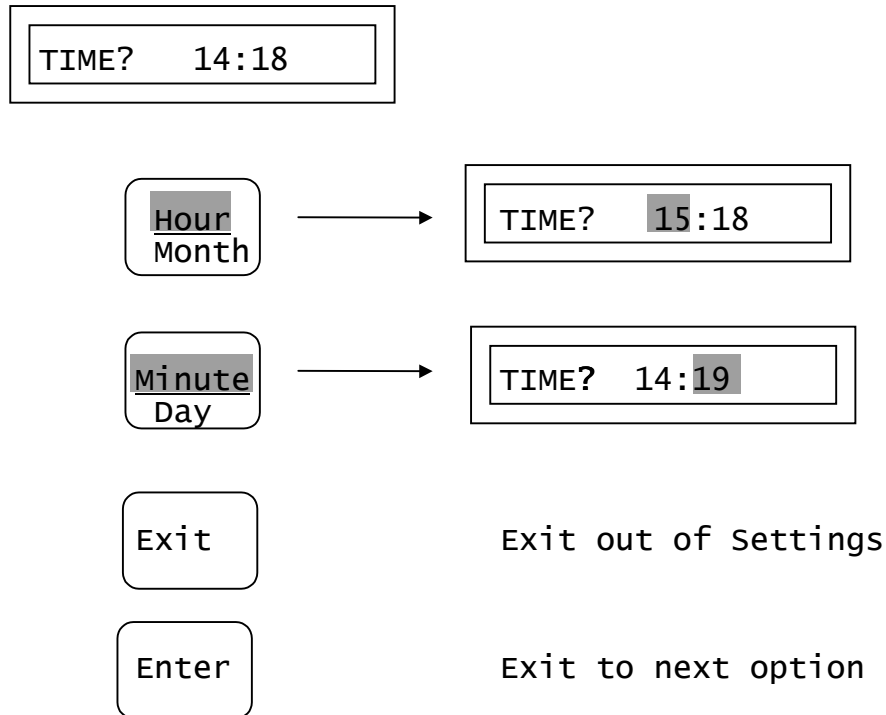 TIME? 14:18
Hour
Month
TIME? 15:18
Minute
Day
TIME? 14:19
Exit
Exit out of Settings
Enter
Exit to next option